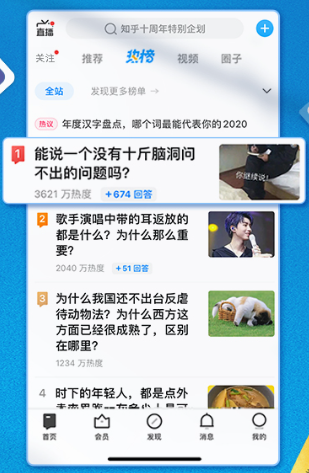 直播
知乎十周年特别企划
关注
推荐
热榜
视频
圈子
全站
发现更多榜单
热议 年度汉字盘点，哪个词最能代表你的2020
1
能说一个没有十斤脑洞问
不出的问题吗？
3621 万热度 +674 回答
你继续说！
2
歌手演唱中带的耳返放的
都是什么？为什么那么重
要？
2040 万热度 +51 回答
3
为什么我国还不出台反虐
待动物法？为什么西方这
方面已经很成熟了，区别
在哪里？
1234 万热度
4
时下的年轻人，都是点外
首页
会员
发现
消息
我的